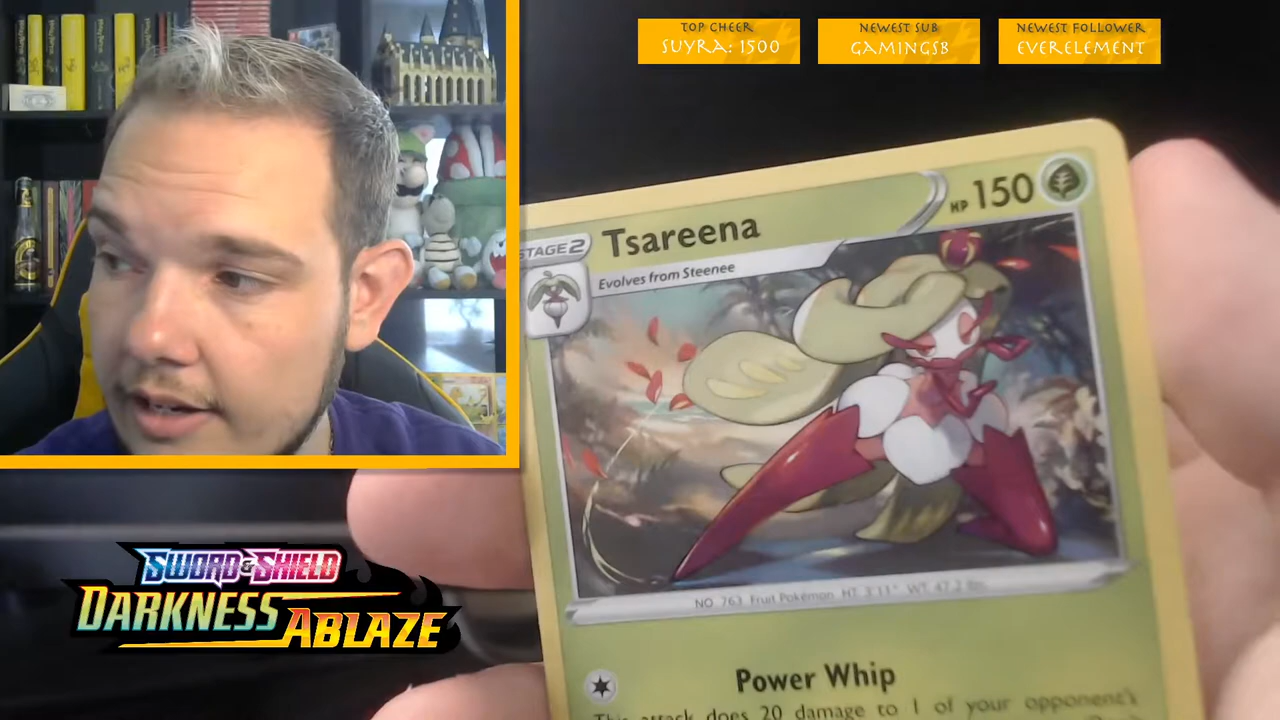 TOP CHEER
SUYRA: 1500
NEWEST SUB
GAMINGSB
NEWEST FOLLOWER
EVERELEMENT
STAGE 2
Tsareena
HP 150
Evolves from Steenee
NO. 763 Fruit Pokémon HT: 3'11" WT: 47.2 lbs.
Power Whip
This attack does 20 damage to 1 of your opponent's
SWORD & SHIELD
DARKNESS
ABLAZE